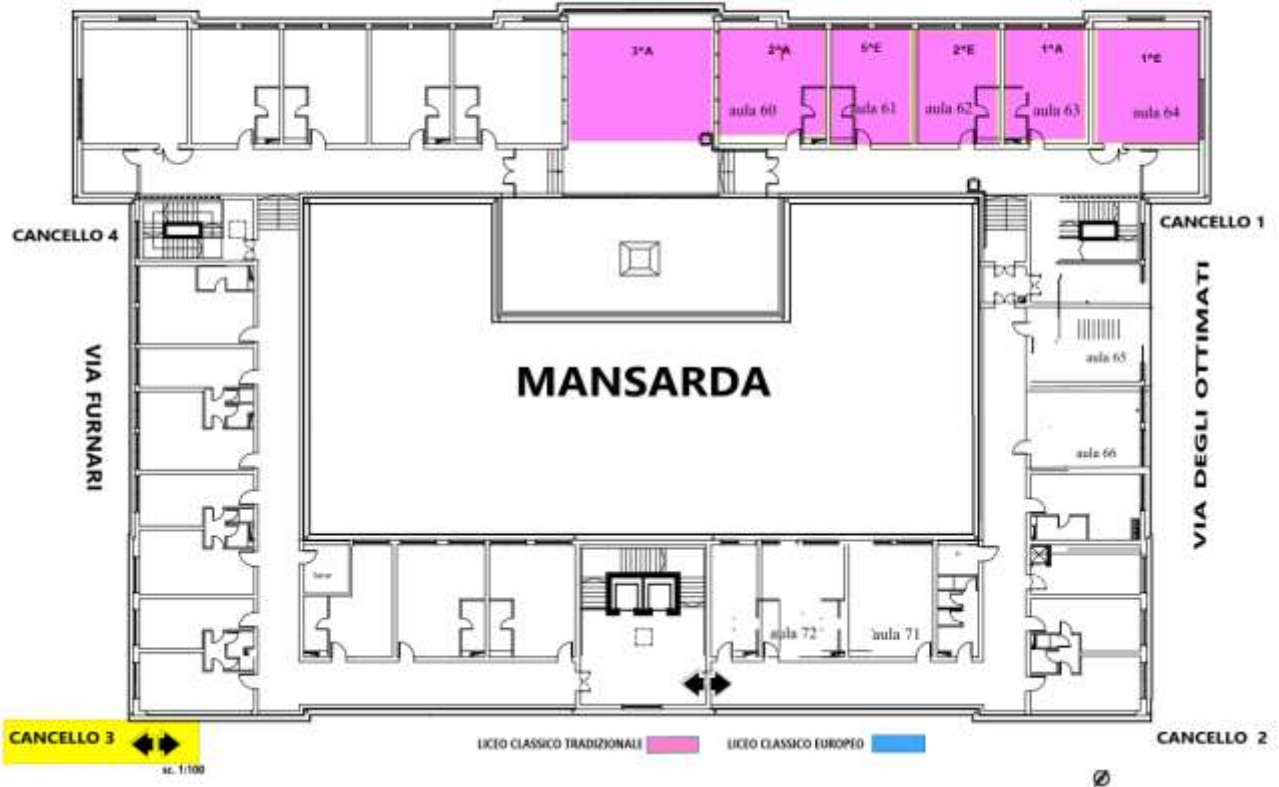 3^A
2^A
5^E
2^E
1^A
1^E
aula 60
aula 61
aula 62
aula 63
aula 64
CANCELLO 4
CANCELLO 1
VIA FURNARI
VIA DEGLI OTTIMATI
MANSARDA
aula 65
aula 66
aula 72
aula 71
CANCELLO 3
sc. 1:100
LICEO CLASSICO TRADIZIONALE
LICEO CLASSICO EUROPEO
CANCELLO 2